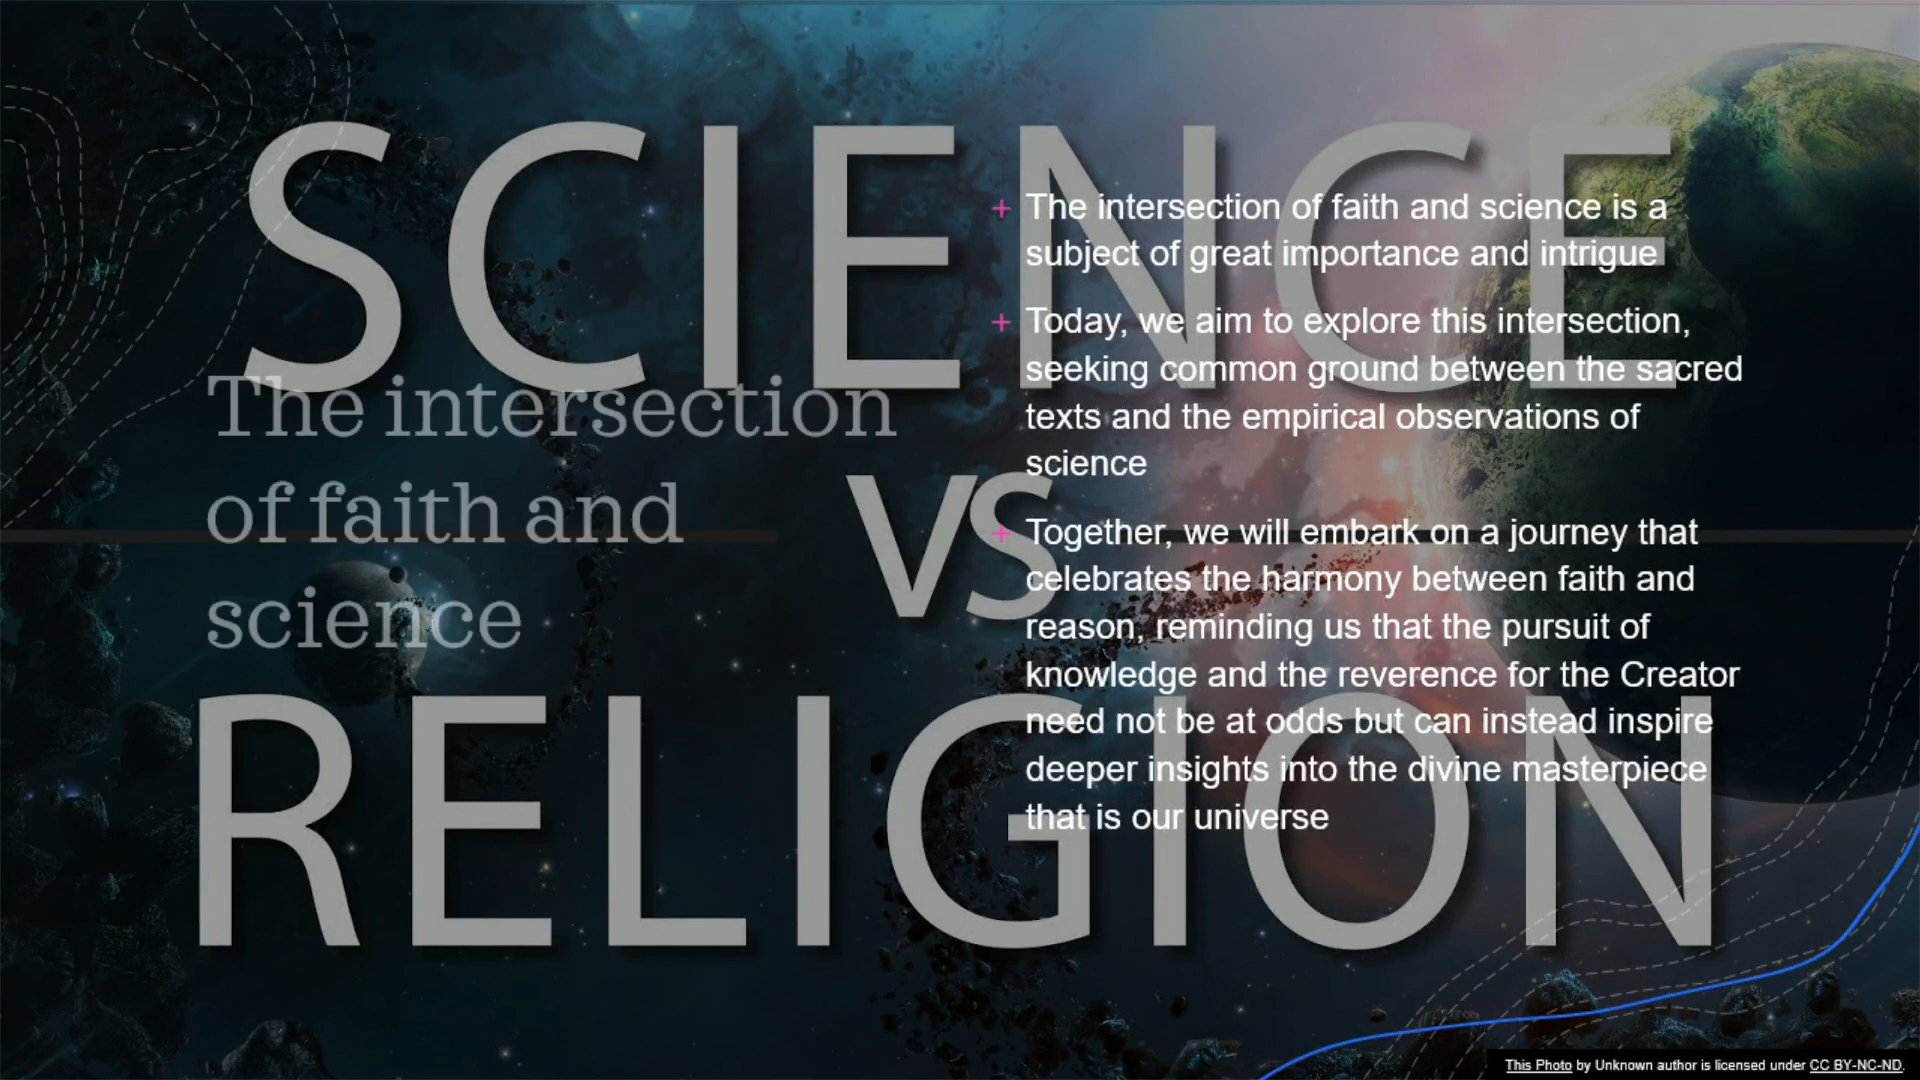 SCIENCE
VS
RELIGION
The intersection
of faith and
science
+ The intersection of faith and science is a
subject of great importance and intrigue
+ Today, we aim to explore this intersection,
seeking common ground between the sacred
texts and the empirical observations of
science
+ Together, we will embark on a journey that
celebrates the harmony between faith and
reason, reminding us that the pursuit of
knowledge and the reverence for the Creator
need not be at odds but can instead inspire
deeper insights into the divine masterpiece
that is our universe
This Photo by Unknown author is licensed under CC BY-NC-ND.